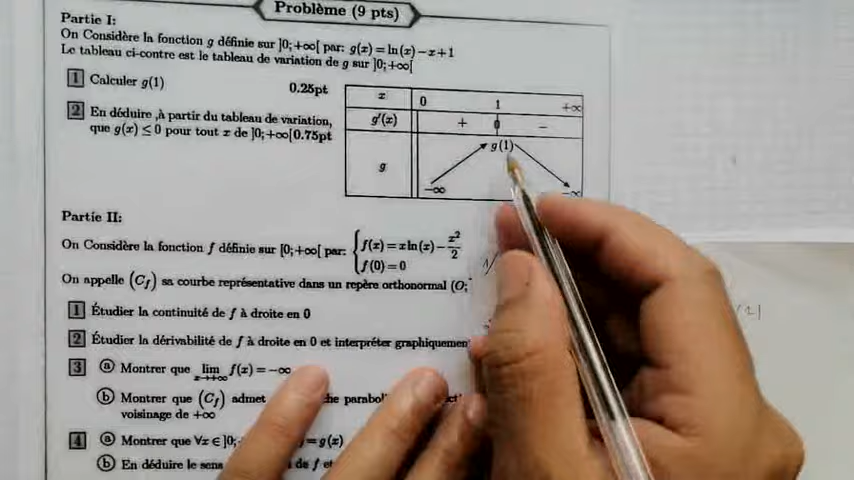 Problème (9 pts)
Partie I:
On Considère la fonction g définie sur ]0;+∞[ par: g(x) = ln(x) − x + 1
Le tableau ci-contre est le tableau de variation de g sur ]0;+∞[
1 Calculer g(1) 0.25pt
2 En déduire ,à partir du tableau de variation,
que g(x) ≤ 0 pour tout x de ]0;+∞[ 0.75pt
x 0 1 +∞
g'(x) + 0 −
g −∞ g(1) −∞
Partie II:
On Considère la fonction f définie sur [0;+∞[ par: { f(x) = x ln(x) − x²/2
f(0) = 0
On appelle (Cf) sa courbe représentative dans un repère orthonormal (O;
1 Étudier la continuité de f à droite en 0
2 Étudier la dérivabilité de f à droite en 0 et interpréter graphiquemen
3 a Montrer que lim x→+∞ f(x) = −∞
b Montrer que (Cf) admet
voisinage de +∞
4 a Montrer que ∀x ∈ ]0; = g(x)
b En déduire le sens de f et